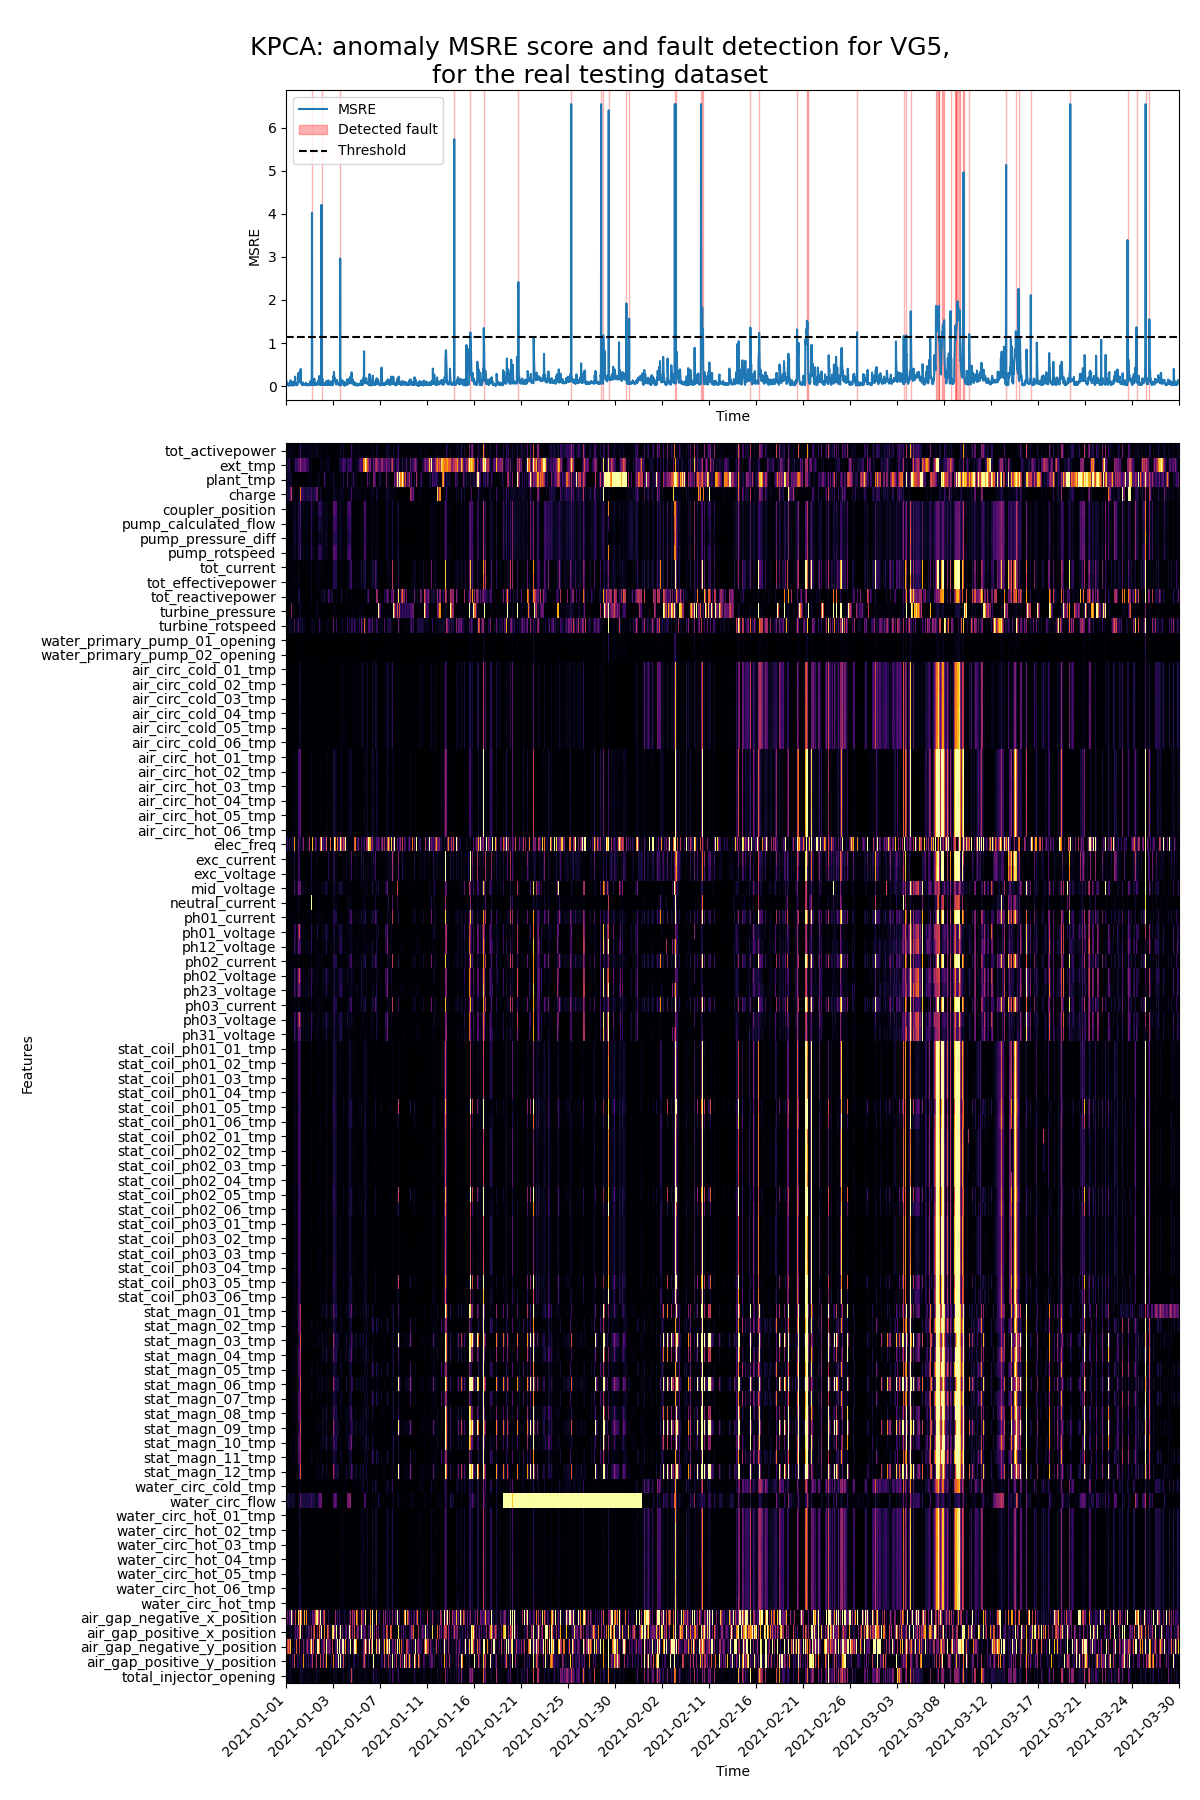 KPCA: anomaly MSRE score and fault detection for VG5,
for the real testing dataset
MSRE
Detected fault
Threshold
6
5
4
3
2
1
0
MSRE
Time
tot_activepower
ext_tmp
plant_tmp
charge
coupler_position
pump_calculated_flow
pump_pressure_diff
pump_rotspeed
tot_current
tot_effectivepower
tot_reactivepower
turbine_pressure
turbine_rotspeed
water_primary_pump_01_opening
water_primary_pump_02_opening
air_circ_cold_01_tmp
air_circ_cold_02_tmp
air_circ_cold_03_tmp
air_circ_cold_04_tmp
air_circ_cold_05_tmp
air_circ_cold_06_tmp
air_circ_hot_01_tmp
air_circ_hot_02_tmp
air_circ_hot_03_tmp
air_circ_hot_04_tmp
air_circ_hot_05_tmp
air_circ_hot_06_tmp
elec_freq
exc_current
exc_voltage
mid_voltage
neutral_current
ph01_current
ph01_voltage
ph12_voltage
ph02_current
ph02_voltage
ph23_voltage
ph03_current
ph03_voltage
ph31_voltage
stat_coil_ph01_01_tmp
stat_coil_ph01_02_tmp
stat_coil_ph01_03_tmp
stat_coil_ph01_04_tmp
stat_coil_ph01_05_tmp
stat_coil_ph01_06_tmp
stat_coil_ph02_01_tmp
stat_coil_ph02_02_tmp
stat_coil_ph02_03_tmp
stat_coil_ph02_04_tmp
stat_coil_ph02_05_tmp
stat_coil_ph02_06_tmp
stat_coil_ph03_01_tmp
stat_coil_ph03_02_tmp
stat_coil_ph03_03_tmp
stat_coil_ph03_04_tmp
stat_coil_ph03_05_tmp
stat_coil_ph03_06_tmp
stat_magn_01_tmp
stat_magn_02_tmp
stat_magn_03_tmp
stat_magn_04_tmp
stat_magn_05_tmp
stat_magn_06_tmp
stat_magn_07_tmp
stat_magn_08_tmp
stat_magn_09_tmp
stat_magn_10_tmp
stat_magn_11_tmp
stat_magn_12_tmp
water_circ_cold_tmp
water_circ_flow
water_circ_hot_01_tmp
water_circ_hot_02_tmp
water_circ_hot_03_tmp
water_circ_hot_04_tmp
water_circ_hot_05_tmp
water_circ_hot_06_tmp
water_circ_hot_tmp
air_gap_negative_x_position
air_gap_positive_x_position
air_gap_negative_y_position
air_gap_positive_y_position
total_injector_opening
Features
2021-01-01
2021-01-03
2021-01-07
2021-01-11
2021-01-16
2021-01-21
2021-01-25
2021-01-30
2021-02-02
2021-02-11
2021-02-16
2021-02-21
2021-02-26
2021-03-03
2021-03-08
2021-03-12
2021-03-17
2021-03-21
2021-03-24
2021-03-30
Time